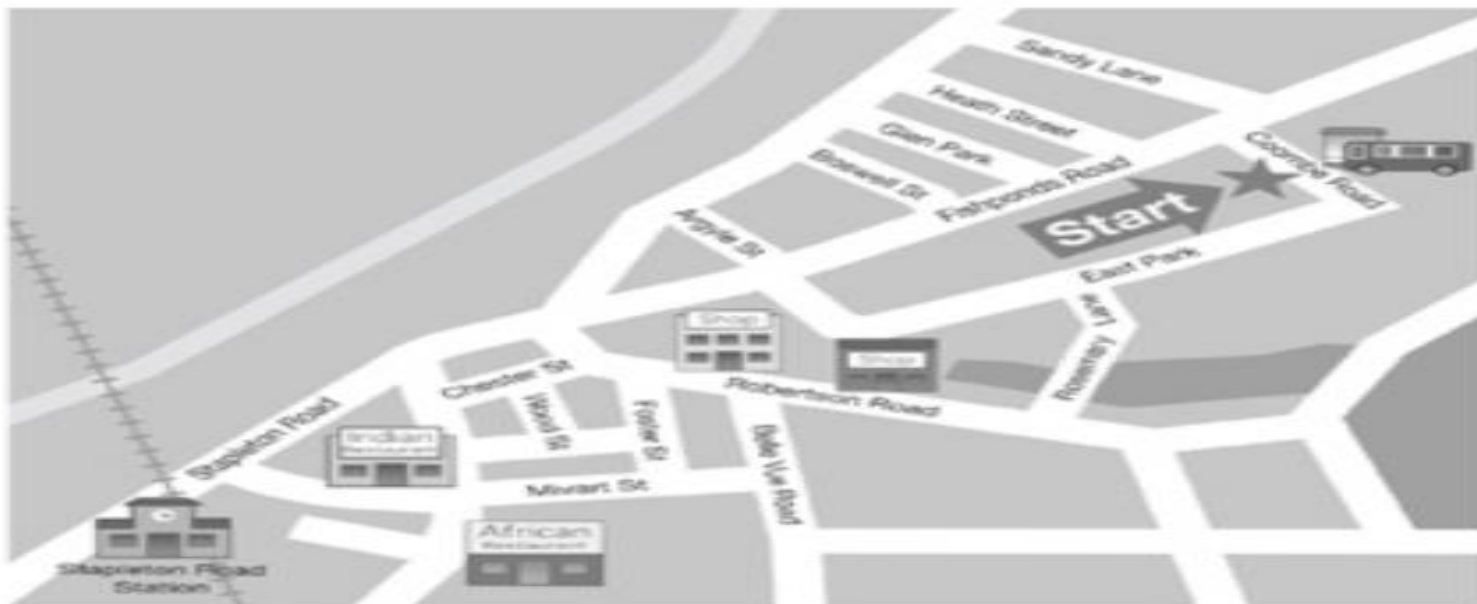 Sandy Lane
Heath Street
Glen Park
Fishponds Road
Coombe Road
Start
Argyle St
East Park
Rosemary Lane
Shop
Shop
Chester St
Robertson Road
Wood St
Foster St
Belle Vue Road
Stapleton Road
Indian
Restaurant
Mivart St
African
Restaurant
Stapleton Road
Station